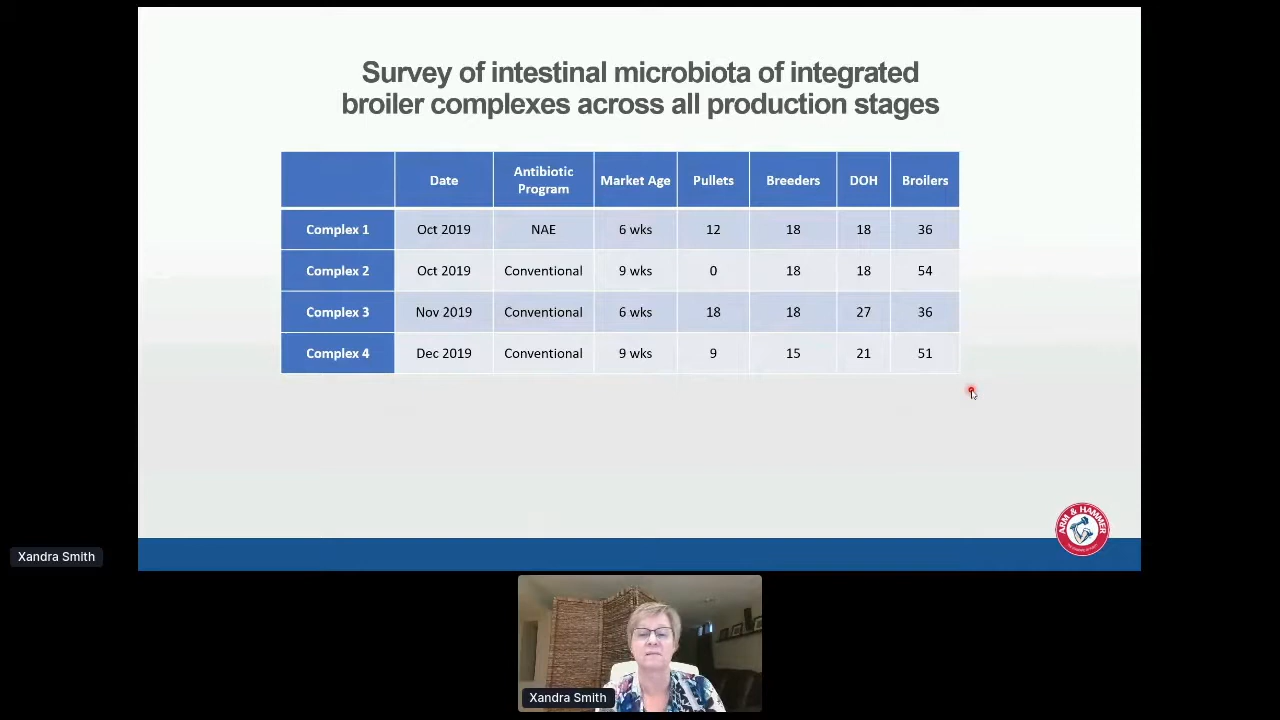 Survey of intestinal microbiota of integrated
broiler complexes across all production stages
Date Antibiotic Program Market Age Pullets Breeders DOH Broilers
Complex 1 Oct 2019 NAE 6 wks 12 18 18 36
Complex 2 Oct 2019 Conventional 9 wks 0 18 18 54
Complex 3 Nov 2019 Conventional 6 wks 18 18 27 36
Complex 4 Dec 2019 Conventional 9 wks 9 15 21 51
ARM & HAMMER
Xandra Smith
Xandra Smith